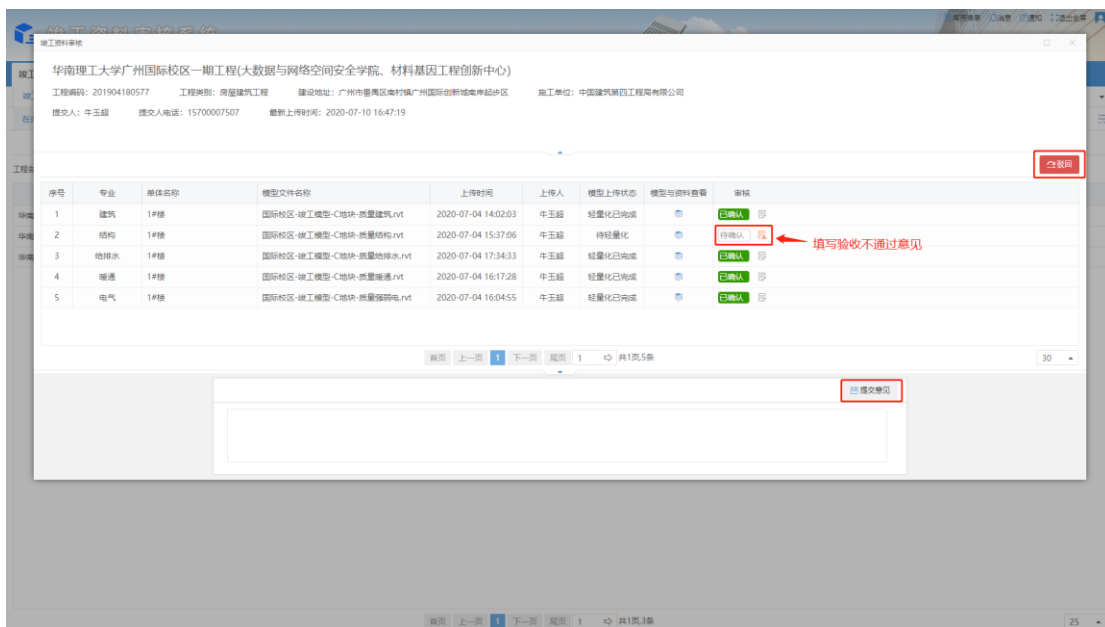 常用桌录 消息 通知 退出全屏
竣工资料审核系统
竣工资料审核
华南理工大学广州国际校区一期工程(大数据与网络空间安全学院、材料基因工程创新中心)
工程编码：201904180577 工程类别：房屋建筑工程 建设地址：广州市番禺区南村镇广州国际创新城南岸起步区 施工单位：中国建筑第四工程局有限公司
提交人：牛玉超 提交人电话：15700007507 最新上传时间：2020-07-10 16:47:19
驳回
序号 专业 单体名称 模型文件名称 上传时间 上传人 模型上传状态 模型与资料查看 审核
1 建筑 1#楼 国际校区-竣工模型-C地块-质量建筑.rvt 2020-07-04 14:02:03 牛玉超 轻量化已完成 已确认
2 结构 1#楼 国际校区-竣工模型-C地块-质量结构.rvt 2020-07-04 15:37:06 牛玉超 待轻量化 待确认
填写验收不通过意见
3 给排水 1#楼 国际校区-竣工模型-C地块-质量给排水.rvt 2020-07-04 17:34:33 牛玉超 轻量化已完成 已确认
4 暖通 1#楼 国际校区-竣工模型-C地块-质量暖通.rvt 2020-07-04 16:17:28 牛玉超 轻量化已完成 已确认
5 电气 1#楼 国际校区-竣工模型-C地块-质量强弱电.rvt 2020-07-04 16:04:55 牛玉超 轻量化已完成 已确认
首页 上一页 1 下一页 尾页 1 共1页,5条 30
提交意见
首页 上一页 1 下一页 尾页 1 共1页,3条 25